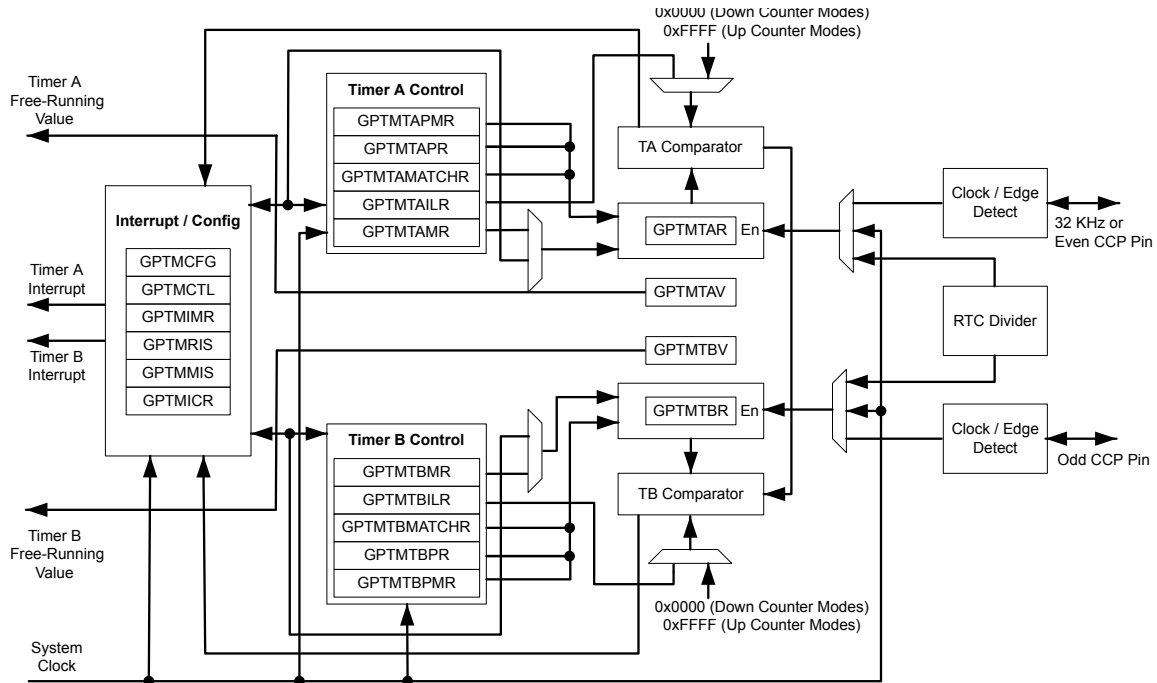 0x0000 (Down Counter Modes)
0xFFFF (Up Counter Modes)
Timer A
Free-Running
Value
Timer A Control
GPTMTAPMR
GPTMTAPR
GPTMTAMATCHR
GPTMTAILR
GPTMTAMR
TA Comparator
Clock / Edge
Detect
32 KHz or
Even CCP Pin
Interrupt / Config
GPTMCFG
GPTMCTL
GPTMIMR
GPTMRIS
GPTMMIS
GPTMICR
GPTMTAR
En
Timer A
Interrupt
Timer B
Interrupt
GPTMTAV
RTC Divider
GPTMTBV
GPTMTBR
En
Timer B Control
GPTMTBMR
GPTMTBILR
GPTMTBMATCHR
GPTMTBPR
GPTMTBPMR
TB Comparator
Clock / Edge
Detect
Odd CCP Pin
Timer B
Free-Running
Value
0x0000 (Down Counter Modes)
0xFFFF (Up Counter Modes)
System
Clock